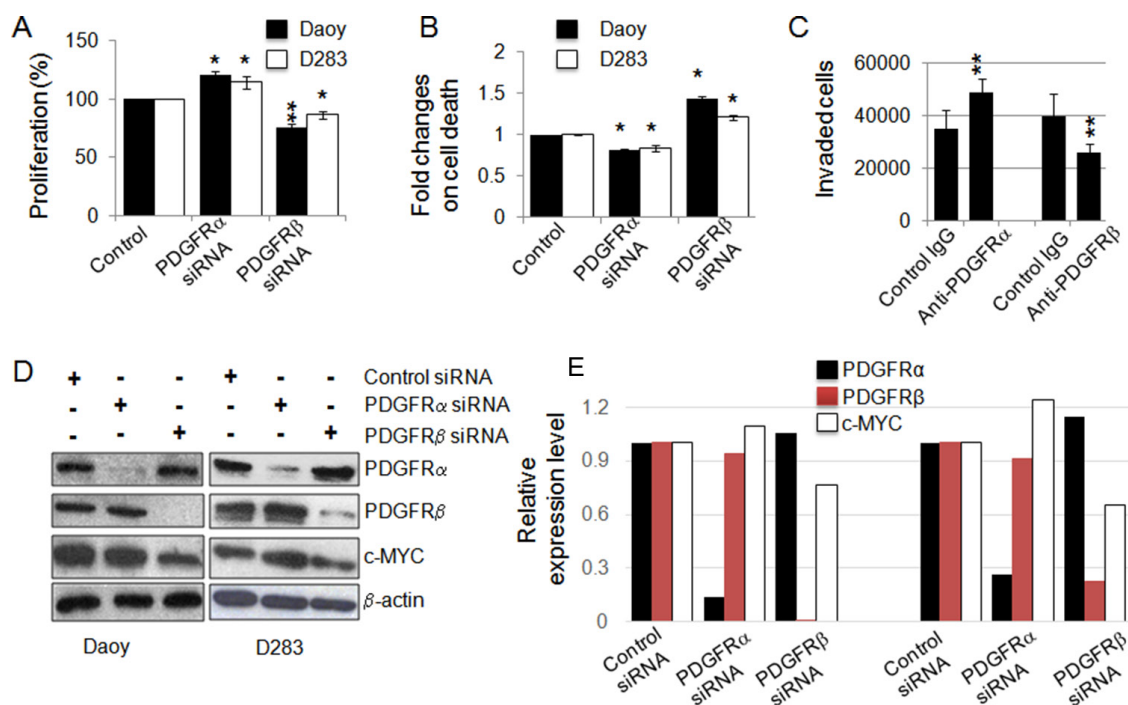 A
Proliferation (%)
150
100
50
0
Daoy
D283
*
*
**
*
Control
PDGFRα
siRNA
PDGFRβ
siRNA
B
Fold changes
on cell death
2
1.5
1
0.5
0
Daoy
D283
*
*
*
*
Control
PDGFRα
siRNA
PDGFRβ
siRNA
C
Invaded cells
60000
40000
20000
0
**
**
Control IgG
Anti-PDGFRα
Control IgG
Anti-PDGFRβ
D
+ - - + - - Control siRNA
- + - - + - PDGFRα siRNA
- - + - - + PDGFRβ siRNA
PDGFRα
PDGFRβ
c-MYC
β-actin
Daoy D283
E
PDGFRα
PDGFRβ
c-MYC
Relative
expression level
1.2
0.9
0.6
0.3
0
Control
siRNA
PDGFRα
siRNA
PDGFRβ
siRNA
Control
siRNA
PDGFRα
siRNA
PDGFRβ
siRNA